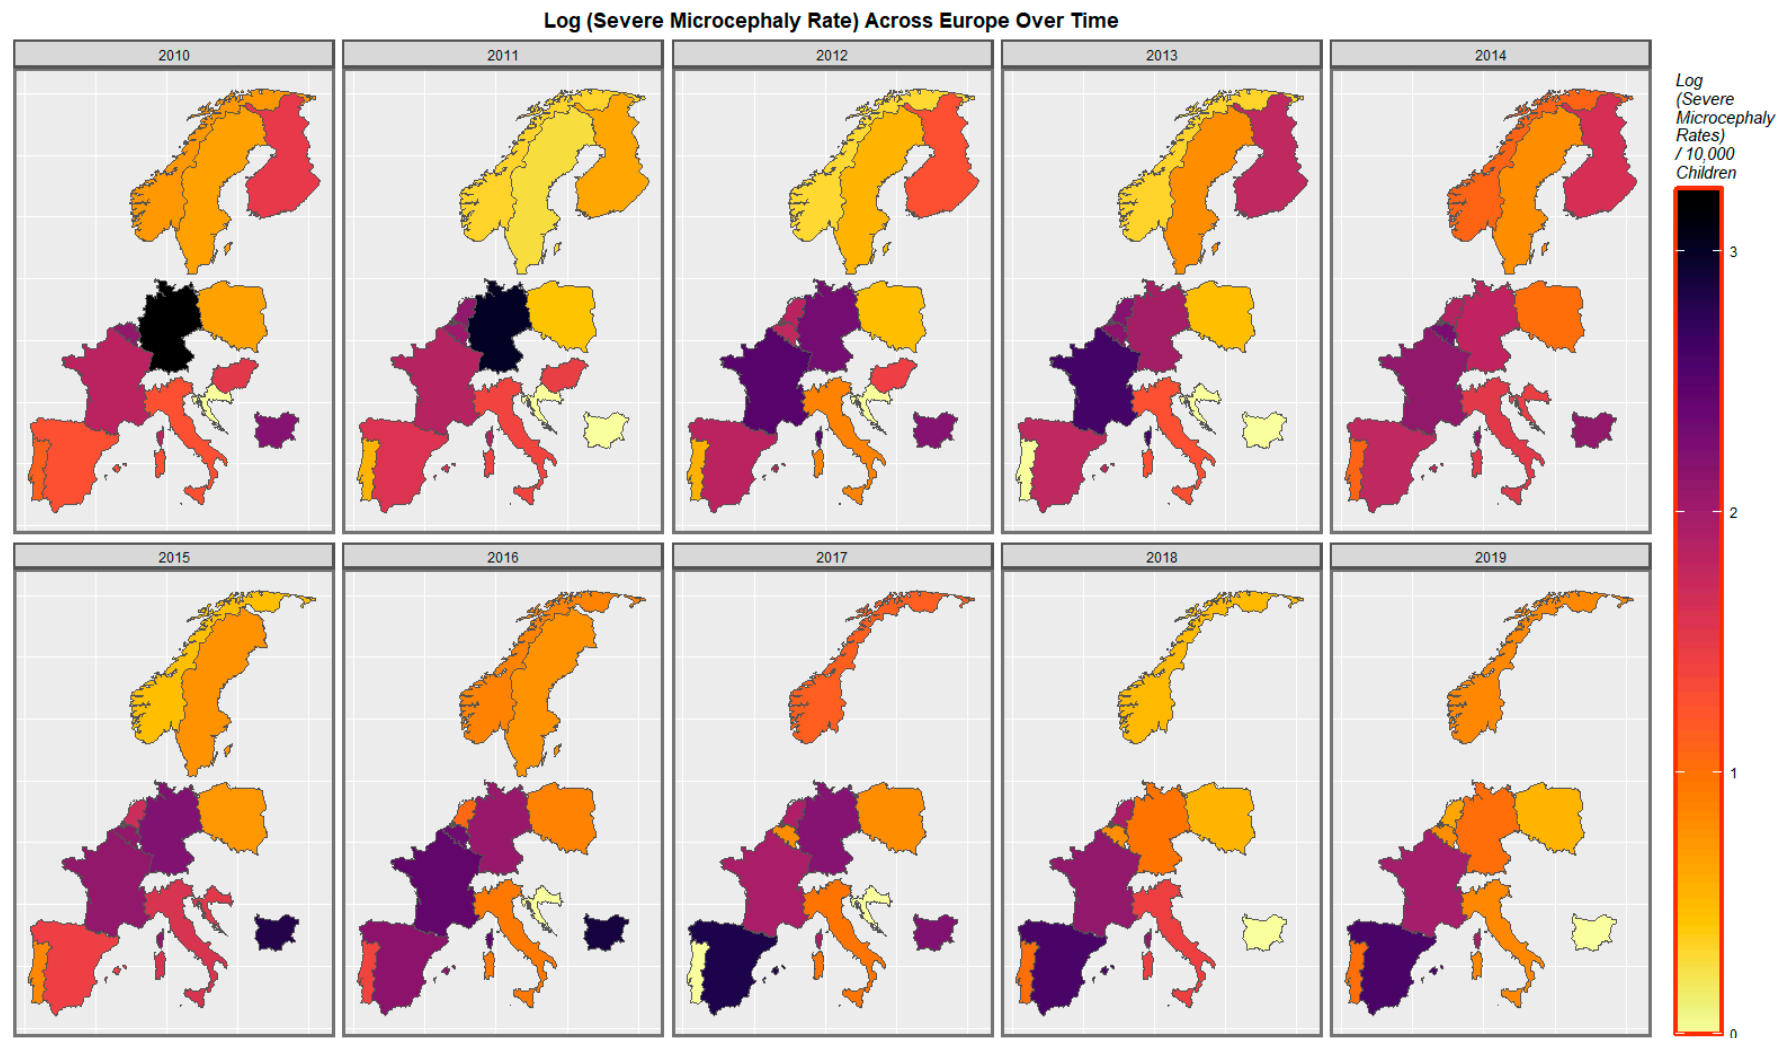 Log (Severe Microcephaly Rate) Across Europe Over Time
2010
2011
2012
2013
2014
Log
(Severe
Microcephaly
Rates)
/ 10,000
Children
3
2
1
0
2015
2016
2017
2018
2019